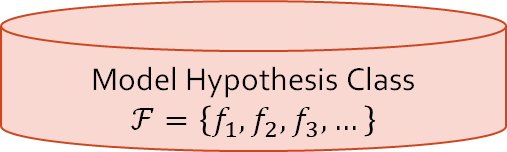 Model Hypothesis Class
ℱ = {𝑓₁, 𝑓₂, 𝑓₃, … }